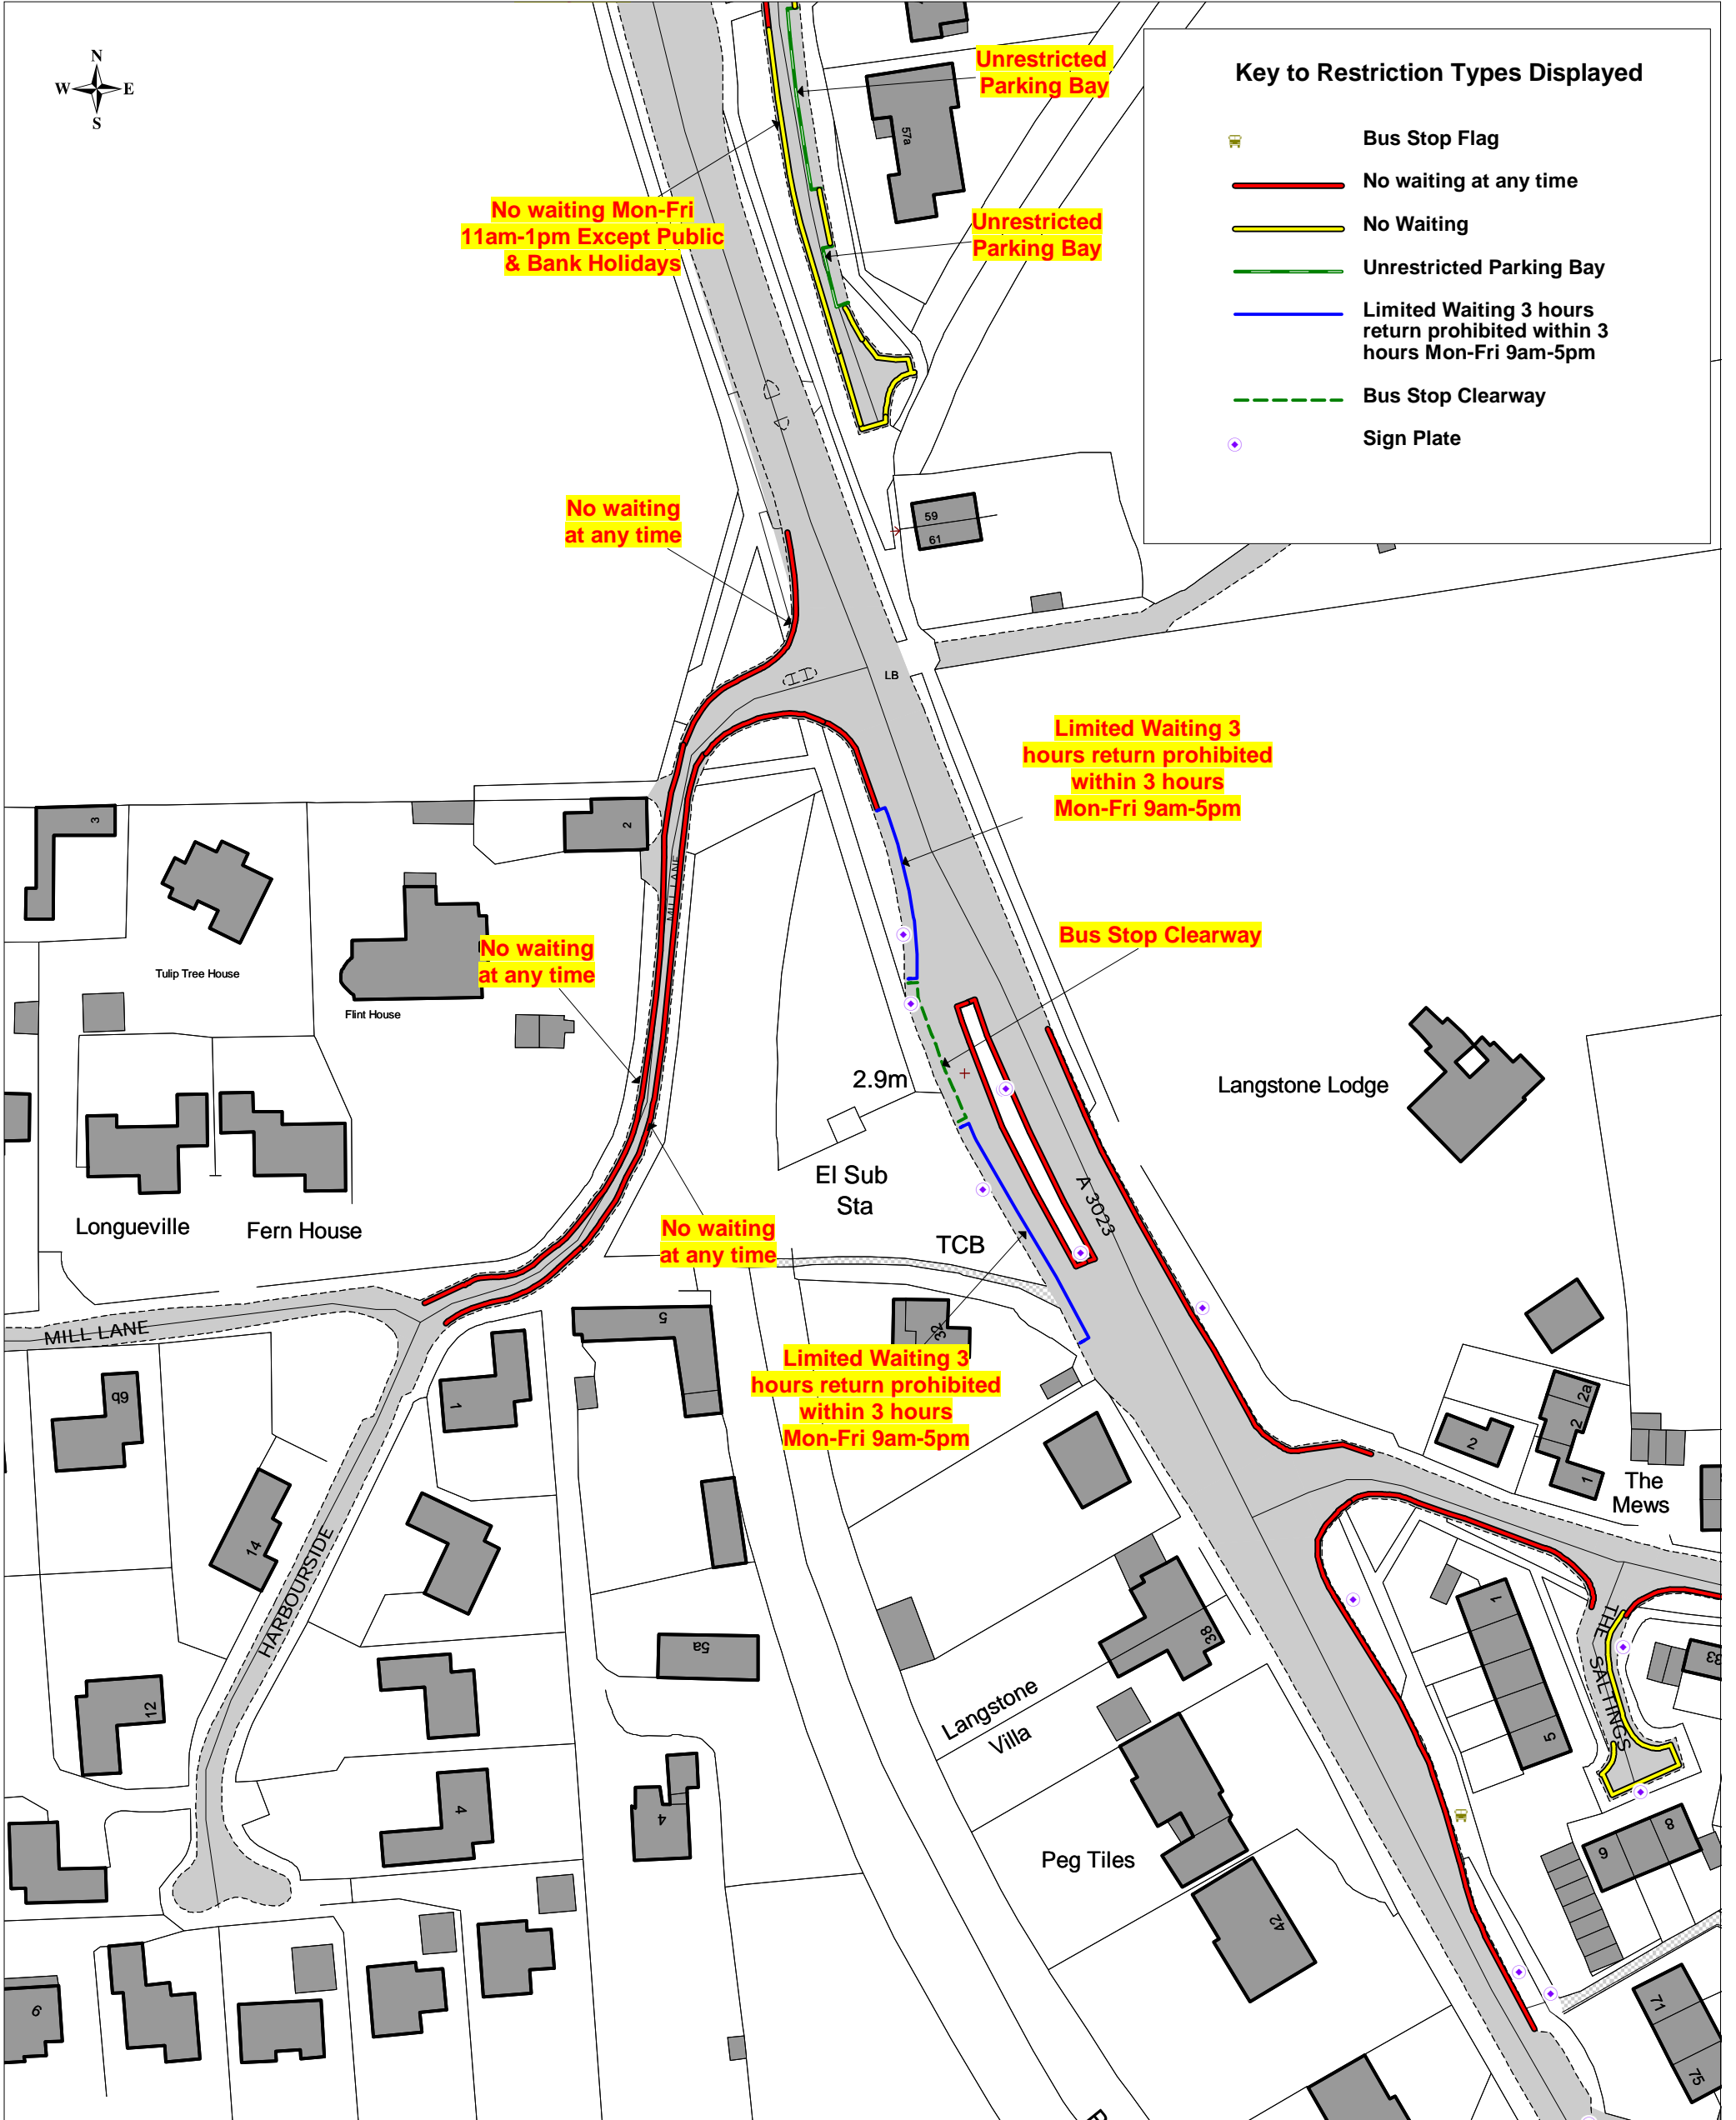 N
W E
S
Unrestricted
Parking Bay
57a
No waiting Mon-Fri
11am-1pm Except Public
& Bank Holidays
Unrestricted
Parking Bay
Key to Restriction Types Displayed
Bus Stop Flag
No waiting at any time
No Waiting
Unrestricted Parking Bay
Limited Waiting 3 hours
return prohibited within 3
hours Mon-Fri 9am-5pm
Bus Stop Clearway
Sign Plate
No waiting
at any time
59
61
LB
Limited Waiting 3
hours return prohibited
within 3 hours
Mon-Fri 9am-5pm
3
2
MILL LANE
Tulip Tree House
Flint House
No waiting
at any time
Bus Stop Clearway
2.9m
Langstone Lodge
El Sub
Sta
A 3023
Longueville
Fern House
No waiting
at any time
TCB
MILL LANE
5
32
Limited Waiting 3
hours return prohibited
within 3 hours
Mon-Fri 9am-5pm
6b
1
2
2
2a
1
The
Mews
14
HARBOURSIDE
5a
38
1
5
THE SALTINGS
33
12
Langstone
Villa
4
4
Peg Tiles
6
8
42
9
71
75